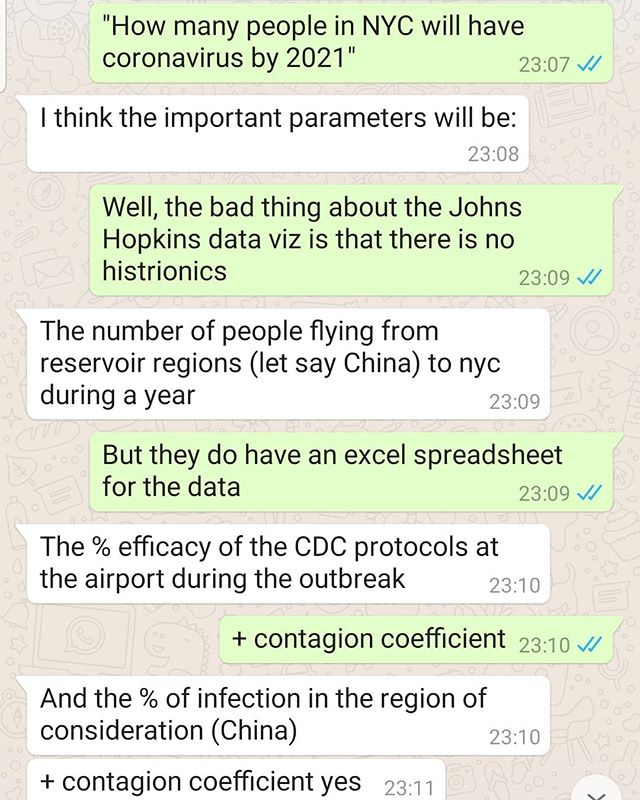 "How many people in NYC will have
coronavirus by 2021"
23:07
I think the important parameters will be:
23:08
Well, the bad thing about the Johns
Hopkins data viz is that there is no
histrionics
23:09
The number of people flying from
reservoir regions (let say China) to nyc
during a year
23:09
But they do have an excel spreadsheet
for the data
23:09
The % efficacy of the CDC protocols at
the airport during the outbreak
23:10
+ contagion coefficient 23:10
And the % of infection in the region of
consideration (China)
23:10
+ contagion coefficient yes 23:11